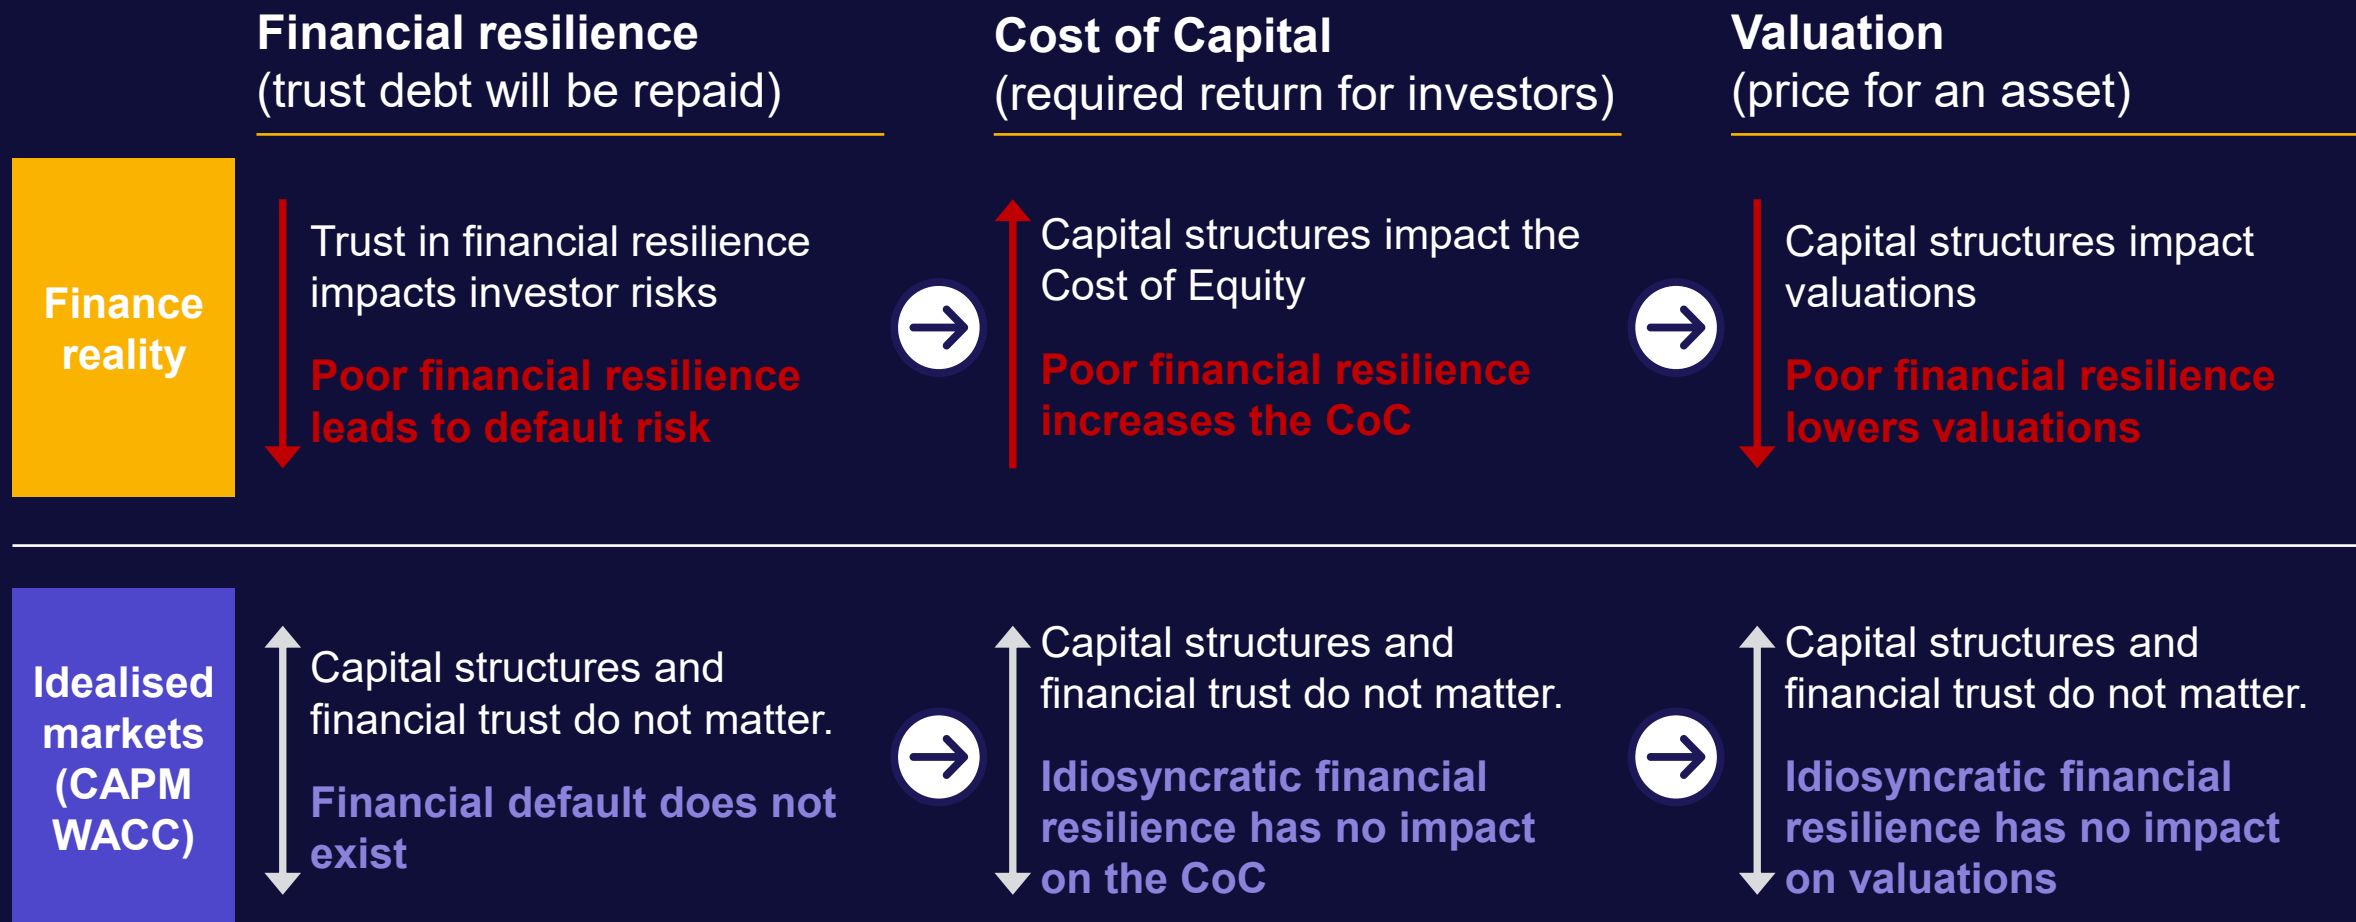 Financial resilience
(trust debt will be repaid)
Cost of Capital
(required return for investors)
Valuation
(price for an asset)
Finance
reality
Trust in financial resilience
impacts investor risks
Poor financial resilience
leads to default risk
Capital structures impact the
Cost of Equity
Poor financial resilience
increases the CoC
Capital structures impact
valuations
Poor financial resilience
lowers valuations
Idealised
markets
(CAPM
WACC)
Capital structures and
financial trust do not matter.
Financial default does not
exist
Capital structures and
financial trust do not matter.
Idiosyncratic financial
resilience has no impact
on the CoC
Capital structures and
financial trust do not matter.
Idiosyncratic financial
resilience has no impact
on valuations